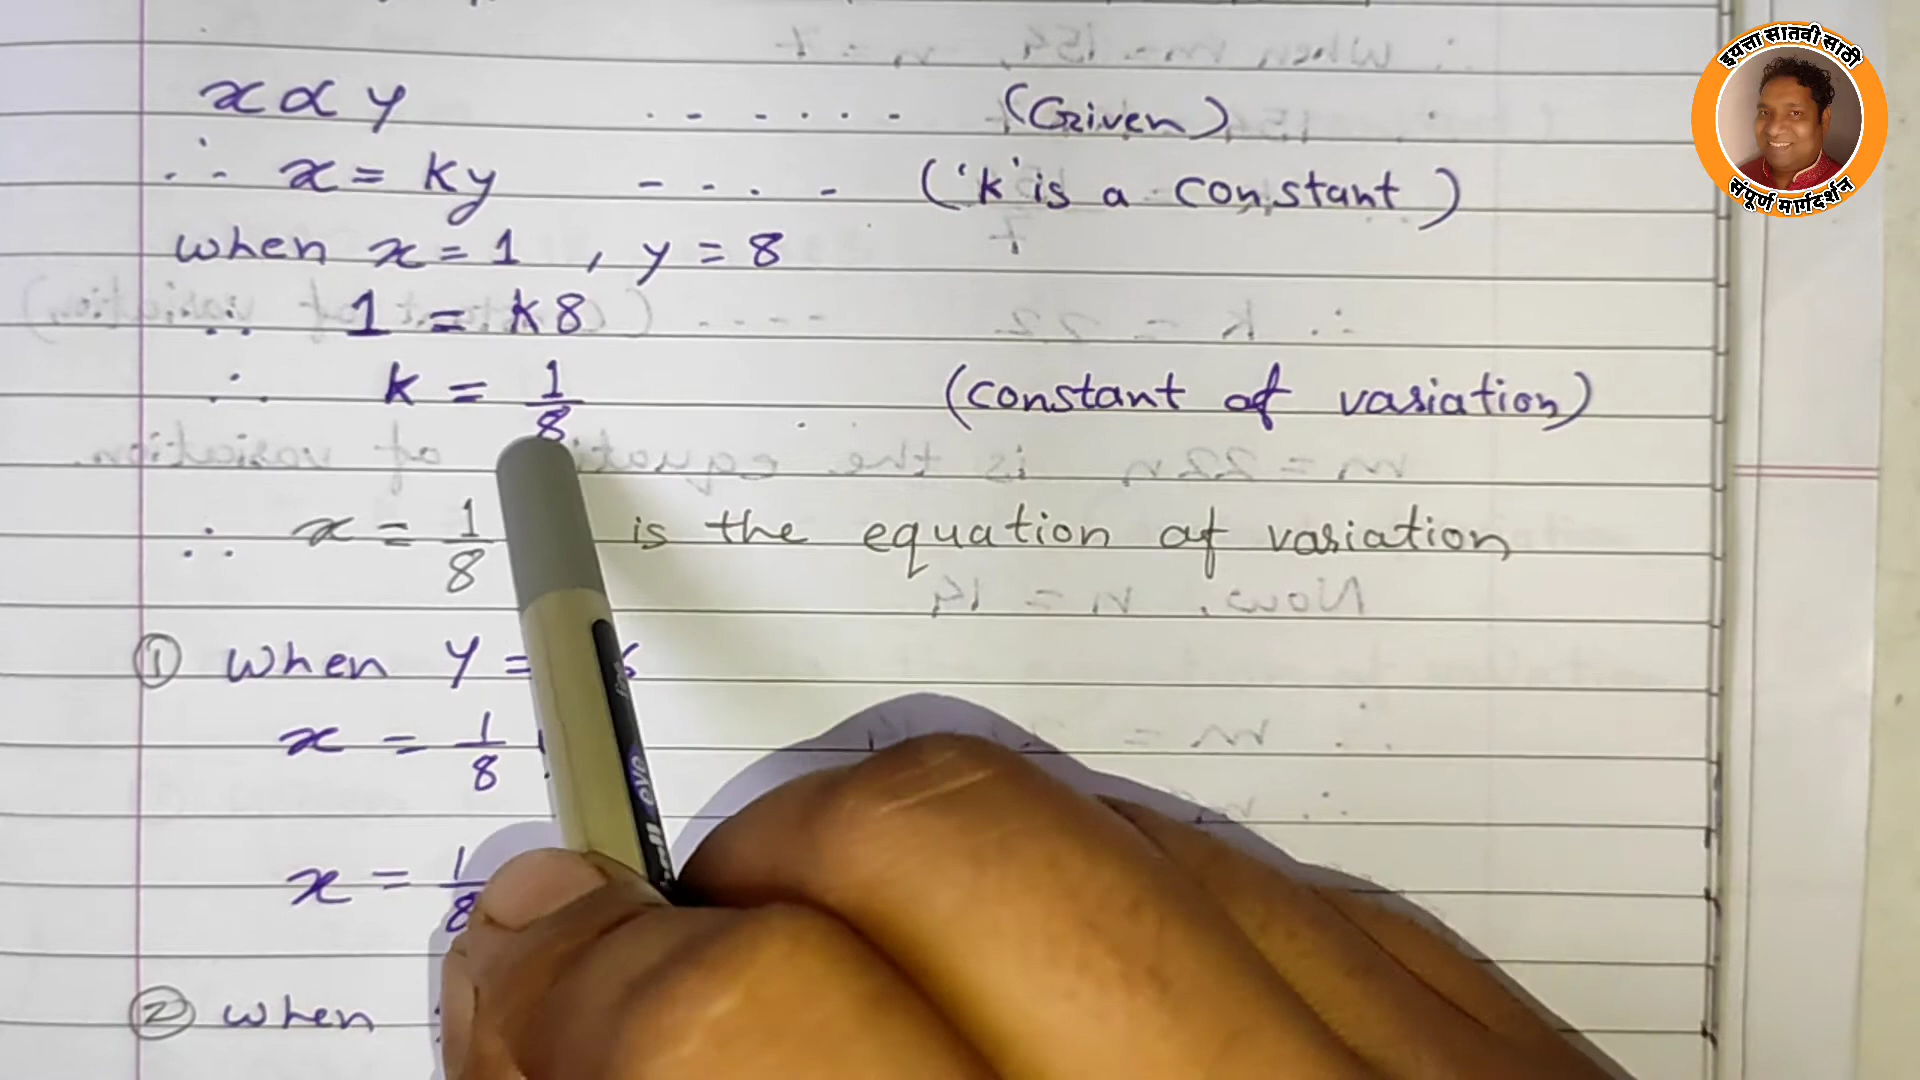 x ∝ y ...... (Given)
∴ x = ky - - . - ('k' is a constant)
when x = 1 , y = 8
∴ 1 = k8
∴ k = 1/8 (constant of variation)
∴ x = 1/8 is the equation of variation
① when y =
x = 1/8
x = 1/8
② when
इयत्ता सातवी साठी
संपूर्ण मार्गदर्शन